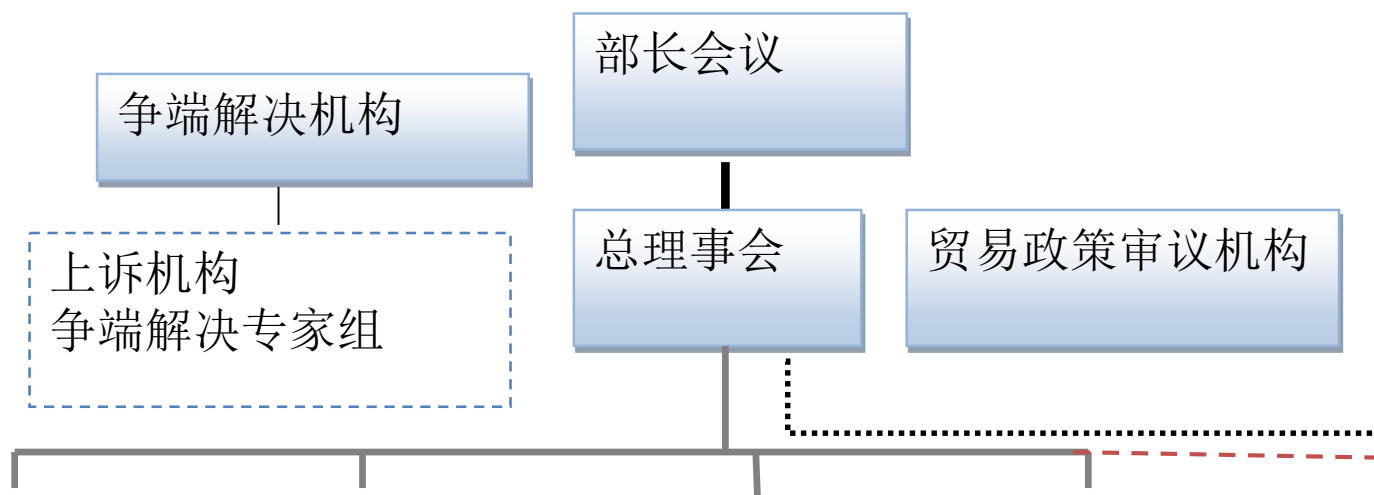 部长会议
争端解决机构
总理事会
贸易政策审议机构
上诉机构
争端解决专家组